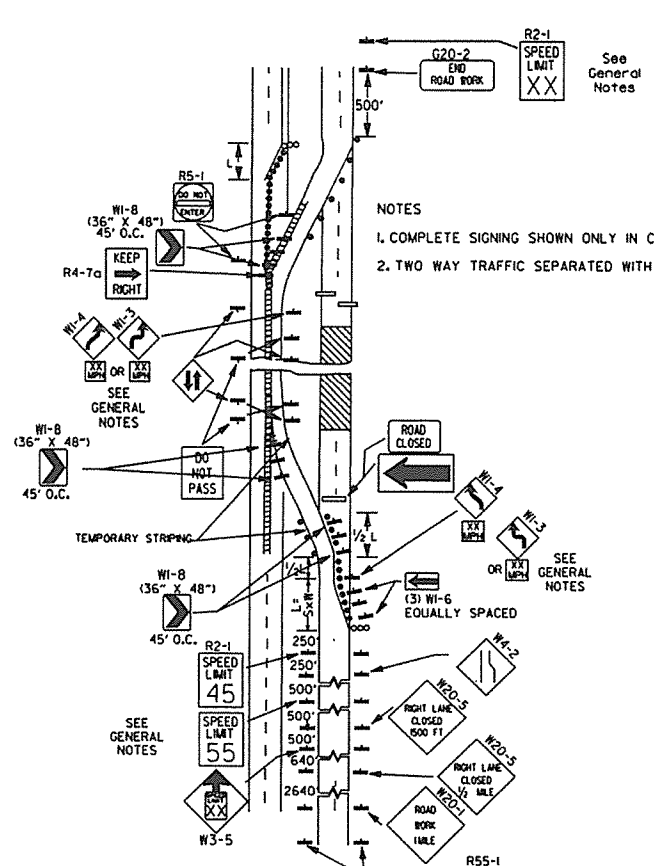 R2-1
SPEED
LIMIT
XX
See
General
Notes
G20-2
END
ROAD WORK
500'
L
R5-1
DO NOT
ENTER
W1-8
(36" X 48")
45' O.C.
NOTES
1. COMPLETE SIGNING SHOWN ONLY IN C
2. TWO WAY TRAFFIC SEPARATED WITH
R4-7a
KEEP
RIGHT
W1-4
W1-3
XX
MPH
OR
XX
MPH
SEE
GENERAL
NOTES
W1-8
(36" X 48")
45' O.C.
DO
NOT
PASS
ROAD
CLOSED
W1-4
XX
MPH
W1-3
OR
XX
MPH
SEE
GENERAL
NOTES
TEMPORARY STRIPING
1/2 L
1/2 L
L=
SxW
W1-8
(36" X 48")
45' O.C.
(3) W1-6
EQUALLY SPACED
R2-1
SPEED
LIMIT
45
250'
250'
500'
500'
500'
640'
2640'
W4-2
SEE
GENERAL
NOTES
SPEED
LIMIT
55
W20-5
RIGHT LANE
CLOSED
1500 FT
W20-5
RIGHT LANE
CLOSED
1/2 MILE
XX
W3-5
W20-1
ROAD
WORK
1 MILE
R55-1